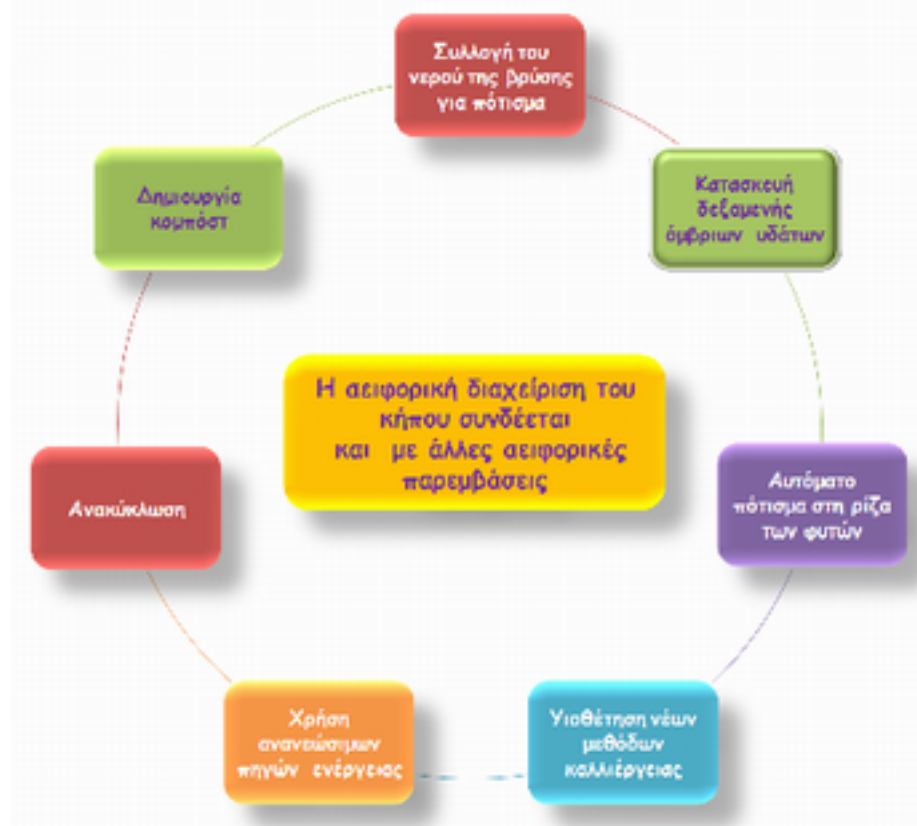 Συλλογή του
νερού της βρύσης
για πότισμα
Κατασκευή
δεξαμενής
όμβριων υδάτων
Αυτόματο
πότισμα στη ρίζα
των φυτών
Υιοθέτηση νέων
μεθόδων
καλλιέργειας
Χρήση
ανανεώσιμων
πηγών ενέργειας
Ανακύκλωση
Δημιουργία
κομπόστ
Η αειφορική διαχείριση του
κήπου συνδέεται
και με άλλες αειφορικές
παρεμβάσεις